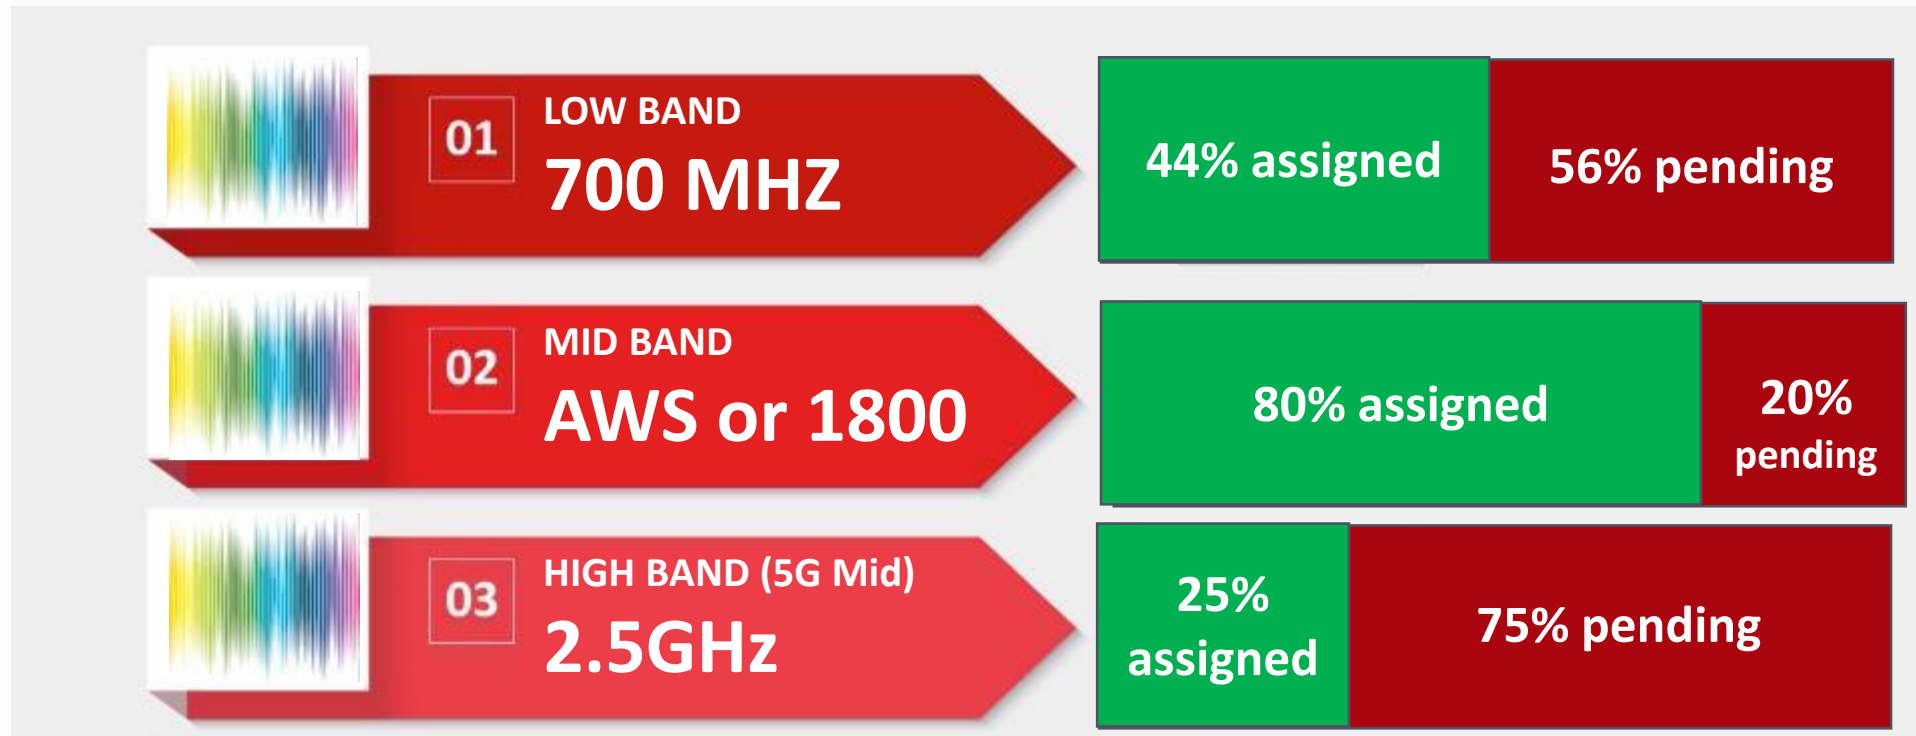 01
LOW BAND
700 MHZ
44% assigned
56% pending
02
MID BAND
AWS or 1800
80% assigned
20%
pending
03
HIGH BAND (5G Mid)
2.5GHz
25%
assigned
75% pending